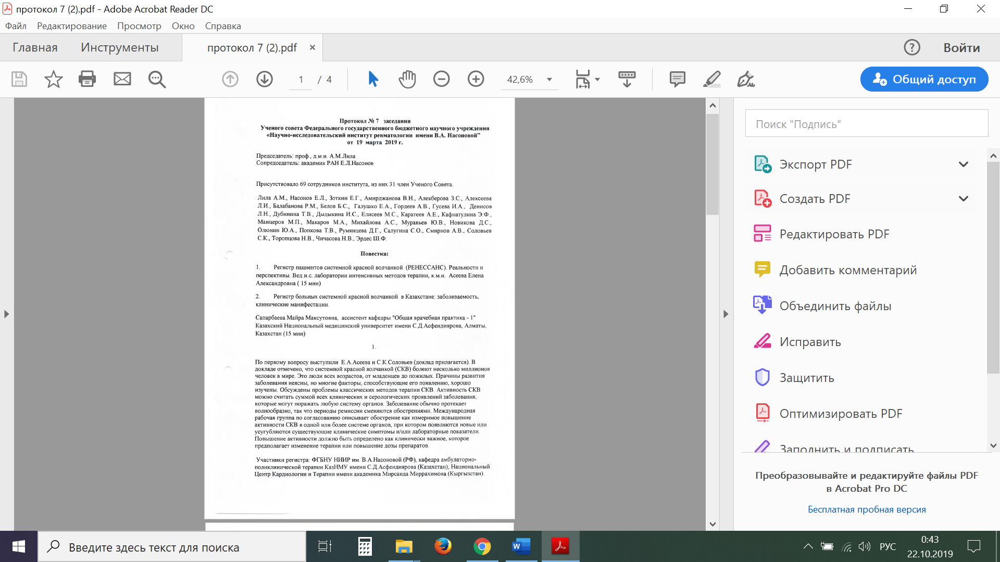 протокол 7 (2).pdf - Adobe Acrobat Reader DC
Файл Редактирование Просмотр Окно Справка
Главная Инструменты протокол 7 (2).pdf Войти
1 / 4 42,6% Общий доступ
Протокол № 7 заседания
Ученого совета Федерального государственного бюджетного научного учреждения
«Научно-исследовательский институт ревматологии имени В.А. Насоновой"
от 19 марта 2019 г.
Председатель: проф., д.м.н. А.М.Лила
Сопредседатель: академик РАН Е.Л.Насонов
Присутствовало 69 сотрудников института, из них 31 член Ученого Совета.
Лила А.М., Насонов Е.Л., Зоткин Е.Г., Амирджанова В.Н., Алекберова З.С., Алексеева
Л.И., Балабанова Р.М., Белов Б.С., Галушко Е.А., Гордеев А.В., Гусева И.А., Денисов
Л.Н., Дубинина Т.В., Дыдыкина И.С., Елисеев М.С., Каратеев А.Е., Кафиатулина Э.Ф.,
Манцеров М.П., Макаров М.А., Михайлова А.С., Муравьев Ю.В., Новикова Д.С.,
Олюнин Ю.А., Попкова Т.В., Румянцева Д.Г., Салугина С.О., Смирнов А.В., Соловьев
С.К., Торопцова Н.В., Чичасова Н.В., Эрдес Ш.Ф.
Повестка:
1. Регистр пациентов системной красной волчанкой (РЕНЕССАНС). Реальности и
перспективы. Вед.н.с. лаборатории интенсивных методов терапии, к.м.н. Асеева Елена
Александровна ( 15 мин)
2. Регистр больных системной красной волчанкой в Казахстане: заболеваемость,
клинические манифестации.
Сапарбаева Майра Максутовна, ассистент кафедры "Общая врачебная практика - 1"
Казахский Национальный медицинский университет имени С.Д.Асфендиярова, Алматы,
Казахстан (15 мин)
1.
По первому вопросу выступили Е.А.Асеева и С.К.Соловьев (доклад прилагается). В
докладе отмечено, что системной красной волчанкой (СКВ) болеют несколько миллионов
человек в мире. Это люди всех возрастов, от младенцев до пожилых. Причины развития
заболевания неясны, но многие факторы, способствующие его появлению, хорошо
изучены. Обсуждены проблемы классических методов терапии СКВ. Активность СКВ
можно считать суммой всех клинических и серологических проявлений заболевания,
которые могут поражать любую систему органов. Заболевание обычно протекает
волнообразно, так что периоды ремиссии сменяются обострениями. Международная
рабочая группа по согласованию описывает обострение как измеримое повышение
активности СКВ в одной или более системе органов, при котором появляются новые или
усугубляются существующие клинические симптомы и/или лабораторные показатели.
Повышение активности должно быть определено как клинически важное, которое
предполагает изменение терапии или повышение дозы препаратов.
Участники регистра: ФГБНУ НИИР им. В.А.Насоновой (РФ), кафедра амбулаторно-
поликлинической терапии КазНМУ имени С.Д.Асфендиярова (Казахстан), Национальный
Центр Кардиологии и Терапии имени академика Мирсаида Миррахимова (Кыргызстан).
Поиск "Подпись"
Экспорт PDF
Создать PDF
Редактировать PDF
Добавить комментарий
Объединить файлы
Исправить
Защитить
Оптимизировать PDF
Заполнить и подписать
Преобразовывайте и редактируйте файлы PDF
в Acrobat Pro DC
Бесплатная пробная версия
Введите здесь текст для поиска
РУС
0:43
22.10.2019